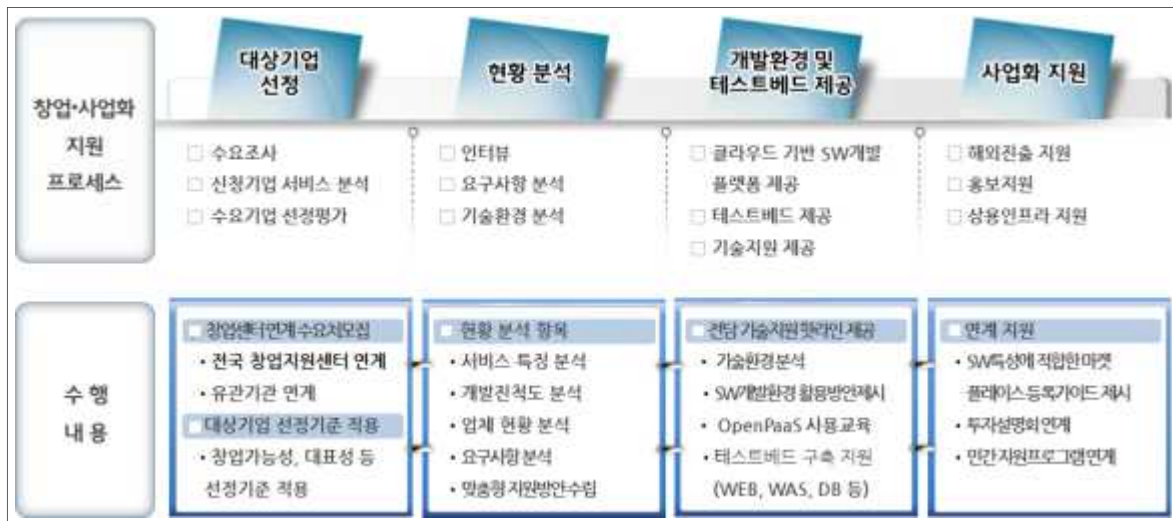 창업•사업화
지원
프로세스
대상기업
선정
□ 수요조사
□ 신청기업 서비스 분석
□ 수요기업 선정평가
현황 분석
□ 인터뷰
□ 요구사항 분석
□ 기술환경 분석
개발환경 및
테스트베드 제공
□ 클라우드 기반 SW개발
플랫폼 제공
□ 테스트베드 제공
□ 기술지원 제공
사업화 지원
□ 해외진출 지원
□ 홍보지원
□ 상용인프라 지원
수 행
내 용
□ 창업센터 연계 수요처모집
• 전국 창업지원센터 연계
• 유관기관 연계
□ 대상기업 선정기준 적용
• 창업가능성, 대표성 등
선정기준 적용
□ 현황 분석 항목
• 서비스 특징 분석
• 개발진척도 분석
• 업체 현황 분석
• 요구사항 분석
• 맞춤형 지원방안 수립
□ 전담 기술지원 핫라인 제공
• 기술환경 분석
• SW개발환경 활용방안제시
• OpenPaaS 사용교육
• 테스트베드 구축 지원
(WEB, WAS, DB 등)
□ 연계 지원
• SW특성에 적합한 마켓
플레이스 등록가이드 제시
• 투자설명회 연계
• 민간 지원프로그램 연계